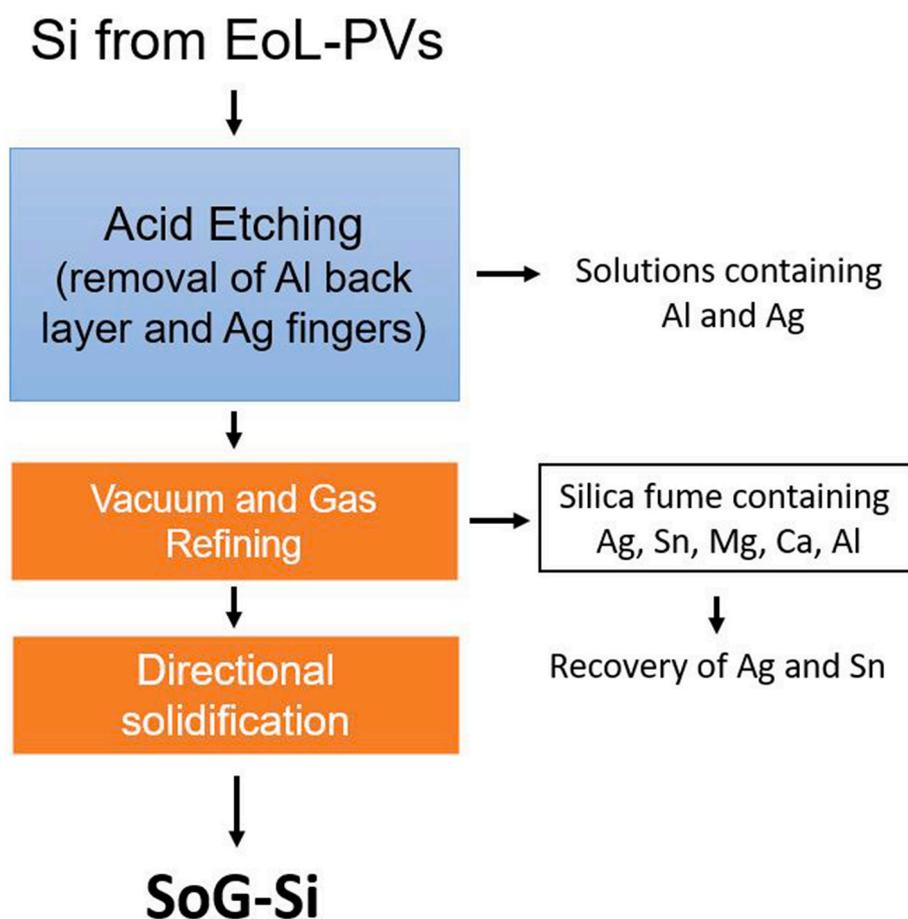 Si from EoL-PVs
Acid Etching
(removal of Al back
layer and Ag fingers)
Solutions containing
Al and Ag
Vacuum and Gas
Refining
Silica fume containing
Ag, Sn, Mg, Ca, Al
Recovery of Ag and Sn
Directional
solidification
SoG-Si